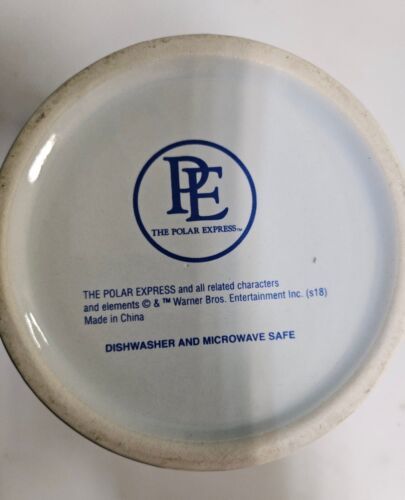 PE
THE POLAR EXPRESS™
THE POLAR EXPRESS and all related characters
and elements © & ™ Warner Bros. Entertainment Inc. (s18)
Made in China
DISHWASHER AND MICROWAVE SAFE